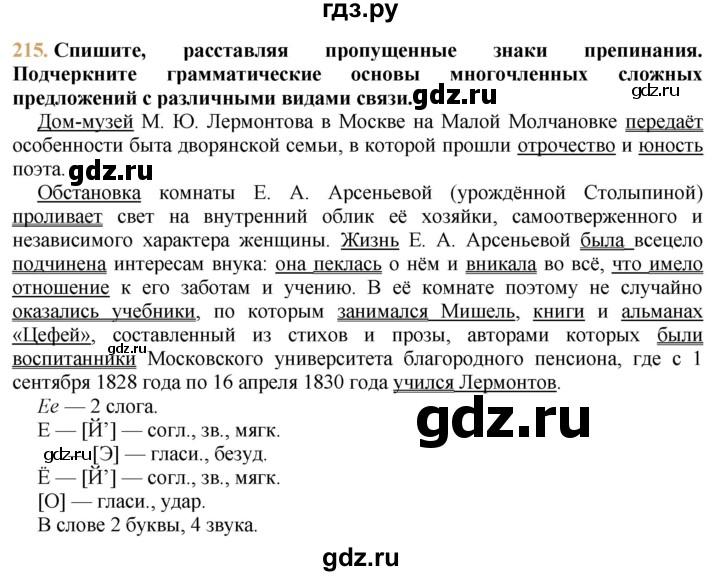 гдз.ру
215. Спишите, расставляя пропущенные знаки препинания.
Подчеркните грамматические основы многочленных сложных
предложений с различными видами связи.
gdz.ru
gdz.ru
Дом-музей М. Ю. Лермонтова в Москве на Малой Молчановке передаёт
особенности быта дворянской семьи, в которой прошли отрочество и юность
поэта.
gdz.ru
Обстановка комнаты Е. А. Арсеньевой (урождённой Столыпиной)
проливает свет на внутренний облик её хозяйки, самоотверженного и
независимого характера женщины. Жизнь Е. А. Арсеньевой была всецело
подчинена интересам внука: она пеклась о нём и вникала во всё, что имело
отношение к его заботам и учению. В её комнате поэтому не случайно
оказались учебники, по которым занимался Мишель, книги и альманах
«Цефей», составленный из стихов и прозы, авторами которых были
gdz.ru
воспитанники Московского университета благородного пенсиона, где с 1
сентября 1828 года по 16 апреля 1830 года учился Лермонтов.
Ее — 2 слога.
Е — [Й’] — согл., зв., мягк.
gdz.ru [Э] — гласн., безуд.
Ё — [Й’] — согл., зв., мягк.
[О] — гласн., удар.
В слове 2 буквы, 4 звука.
gdz.ru
gdz.ru